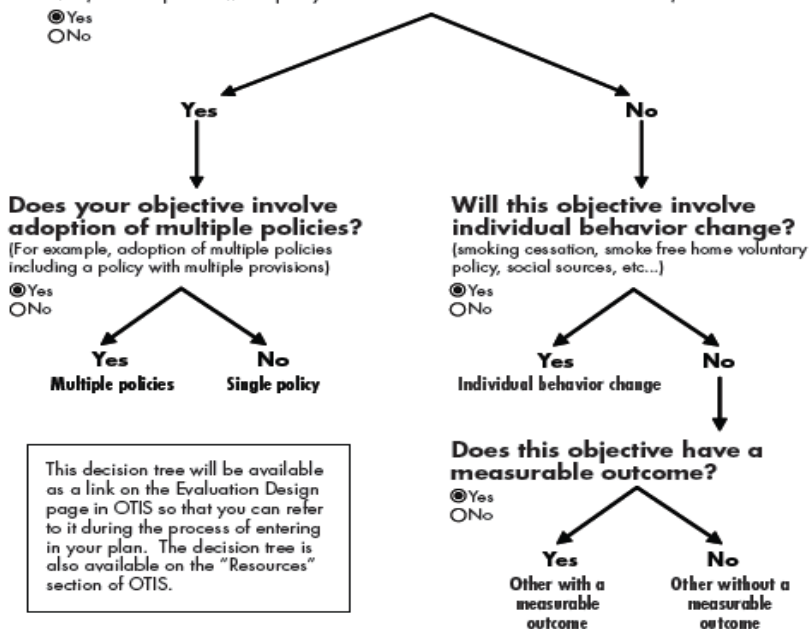 Yes
No
Yes
No
Does your objective involve
adoption of multiple policies?
(For example, adoption of multiple policies
including a policy with multiple provisions)
Yes
No
Yes
Multiple policies
No
Single policy
Will this objective involve
individual behavior change?
(smoking cessation, smoke free home voluntary
policy, social sources, etc...)
Yes
No
Yes
Individual behavior change
No
Does this objective have a
measurable outcome?
Yes
No
Yes
Other with a
measurable
outcome
No
Other without a
measurable
outcome
This decision tree will be available
as a link on the Evaluation Design
page in OTIS so that you can refer
to it during the process of entering
in your plan. The decision tree is
also available on the "Resources"
section of OTIS.